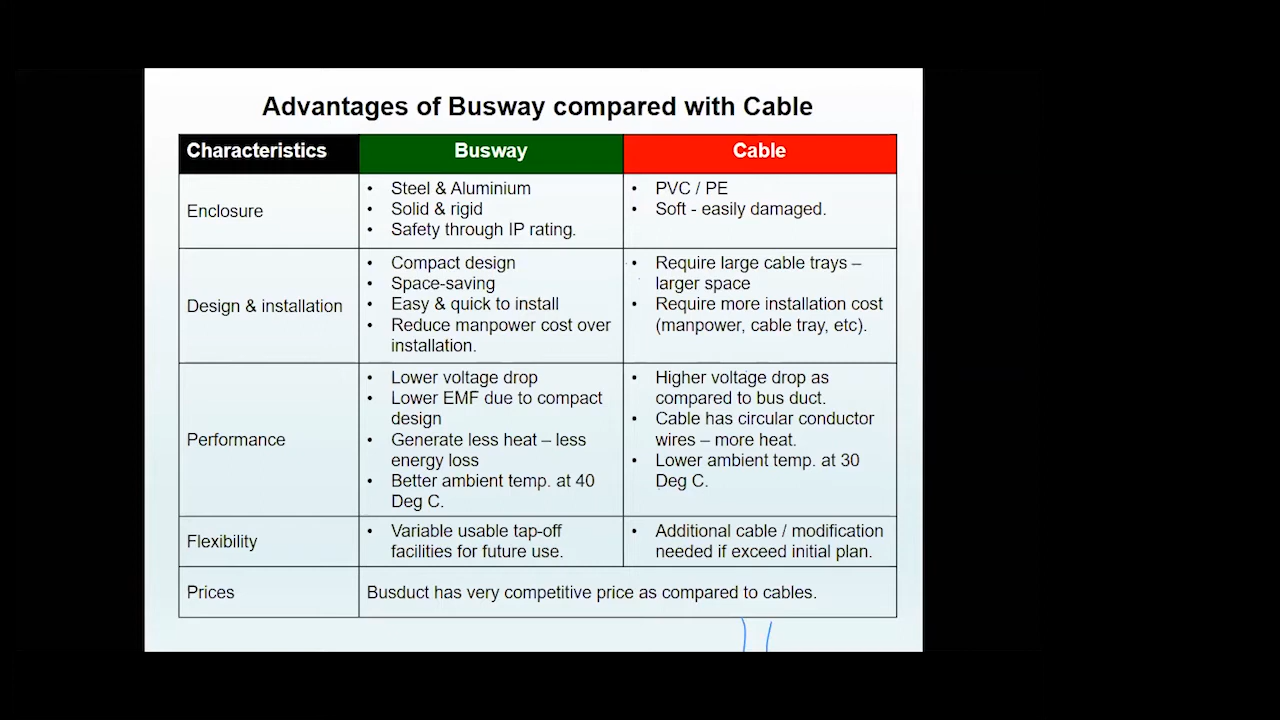 Advantages of Busway compared with Cable
Characteristics
Busway
Cable
Enclosure
• Steel & Aluminium
• Solid & rigid
• Safety through IP rating.
• PVC / PE
• Soft - easily damaged.
Design & installation
• Compact design
• Space-saving
• Easy & quick to install
• Reduce manpower cost over
installation.
• Require large cable trays –
larger space
• Require more installation cost
(manpower, cable tray, etc).
Performance
• Lower voltage drop
• Lower EMF due to compact
design
• Generate less heat – less
energy loss
• Better ambient temp. at 40
Deg C.
• Higher voltage drop as
compared to bus duct.
• Cable has circular conductor
wires – more heat.
• Lower ambient temp. at 30
Deg C.
Flexibility
• Variable usable tap-off
facilities for future use.
• Additional cable / modification
needed if exceed initial plan.
Prices
Busduct has very competitive price as compared to cables.